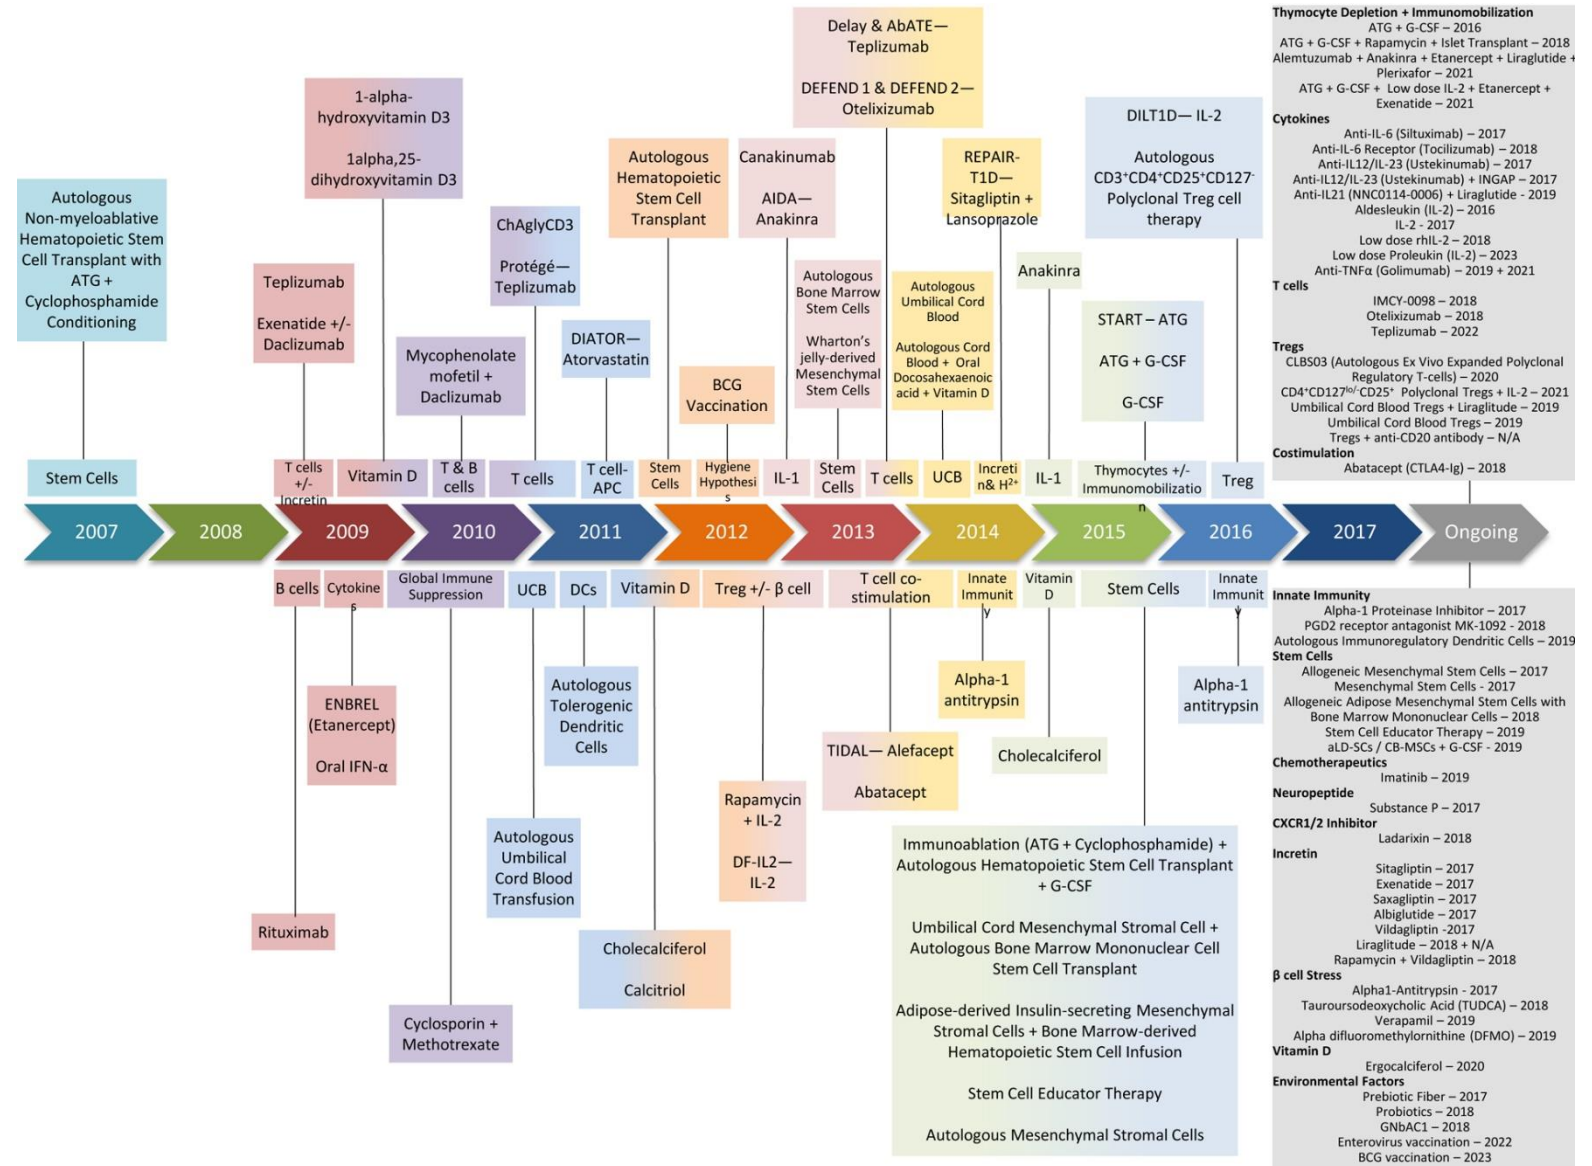 Delay & AbATE—
Teplizumab
DEFEND 1 & DEFEND 2—
Otelixizumab
1-alpha-
hydroxyvitamin D3
1alpha,25-
dihydroxyvitamin D3
DILT1D— IL-2
Autologous
CD3⁺CD4⁺CD25⁺CD127⁻
Polyclonal Treg cell
therapy
Autologous
Hematopoietic
Stem Cell
Transplant
Canakinumab
AIDA—
Anakinra
REPAIR-
T1D—
Sitagliptin +
Lansoprazole
Autologous
Non-myeloablative
Hematopoietic Stem
Cell Transplant with
ATG +
Cyclophosphamide
Conditioning
ChAglyCD3
Protégé—
Teplizumab
Teplizumab
Exenatide +/-
Daclizumab
Autologous
Bone Marrow
Stem Cells
Wharton’s
jelly-derived
Mesenchymal
Stem Cells
Autologous
Umbilical Cord
Blood
Autologous Cord
Blood + Oral
Docosahexaenoic
acid + Vitamin D
Anakinra
START – ATG
ATG + G-CSF
G-CSF
DIATOR—
Atorvastatin
Mycophenolate
mofetil +
Daclizumab
BCG
Vaccination
Stem Cells
T cells
+/-
Incretin
Vitamin D
T & B
cells
T cells
T cell-
APC
Stem
Cells
Hygiene
Hypothesi
s
IL-1
Stem
Cells
T cells
UCB
Increti
n& H²⁺
IL-1
Thymocytes +/-
Immunomobilizatio
n
Treg
2007
2008
2009
2010
2011
2012
2013
2014
2015
2016
2017
Ongoing
B cells
Cytokine
s
Global Immune
Suppression
UCB
DCs
Vitamin D
Treg +/- β cell
T cell co-
stimulation
Innate
Immunit
y
Vitamin
D
Stem Cells
Innate
Immunit
y
Rituximab
ENBREL
(Etanercept)
Oral IFN-α
Cyclosporin +
Methotrexate
Autologous
Umbilical
Cord Blood
Transfusion
Autologous
Tolerogenic
Dendritic
Cells
Cholecalciferol
Calcitriol
Rapamycin
+ IL-2
DF-IL2—
IL-2
TIDAL— Alefacept
Abatacept
Alpha-1
antitrypsin
Cholecalciferol
Immunoablation (ATG + Cyclophosphamide) +
Autologous Hematopoietic Stem Cell Transplant
+ G-CSF
Umbilical Cord Mesenchymal Stromal Cell +
Autologous Bone Marrow Mononuclear Cell
Stem Cell Transplant
Adipose-derived Insulin-secreting Mesenchymal
Stromal Cells + Bone Marrow-derived
Hematopoietic Stem Cell Infusion
Stem Cell Educator Therapy
Autologous Mesenchymal Stromal Cells
Alpha-1
antitrypsin
Thymocyte Depletion + Immunomobilization
ATG + G-CSF – 2016
ATG + G-CSF + Rapamycin + Islet Transplant – 2018
Alemtuzumab + Anakinra + Etanercept + Liraglutide +
Plerixafor – 2021
ATG + G-CSF + Low dose IL-2 + Etanercept +
Exenatide – 2021
Cytokines
Anti-IL-6 (Siltuximab) – 2017
Anti-IL-6 Receptor (Tocilizumab) – 2018
Anti-IL12/IL-23 (Ustekinumab) – 2017
Anti-IL12/IL-23 (Ustekinumab) + INGAP – 2017
Anti-IL21 (NNC0114-0006) + Liraglutide - 2019
Aldesleukin (IL-2) – 2016
IL-2 - 2017
Low dose rhIL-2 – 2018
Low dose Proleukin (IL-2) – 2023
Anti-TNFα (Golimumab) – 2019 + 2021
T cells
IMCY-0098 – 2018
Otelixizumab – 2018
Teplizumab – 2022
Tregs
CLBS03 (Autologous Ex Vivo Expanded Polyclonal
Regulatory T-cells) – 2020
CD4⁺CD127ˡᵒ/⁻CD25⁺ Polyclonal Tregs + IL-2 – 2021
Umbilical Cord Blood Tregs + Liraglitude – 2019
Umbilical Cord Blood Tregs – 2019
Tregs + anti-CD20 antibody – N/A
Costimulation
Abatacept (CTLA4-Ig) – 2018
Innate Immunity
Alpha-1 Proteinase Inhibitor – 2017
PGD2 receptor antagonist MK-1092 - 2018
Autologous Immunoregulatory Dendritic Cells – 2019
Stem Cells
Allogeneic Mesenchymal Stem Cells – 2017
Mesenchymal Stem Cells - 2017
Allogeneic Adipose Mesenchymal Stem Cells with
Bone Marrow Mononuclear Cells – 2018
Stem Cell Educator Therapy – 2019
aLD-SCs / CB-MSCs + G-CSF - 2019
Chemotherapeutics
Imatinib – 2019
Neuropeptide
Substance P – 2017
CXCR1/2 Inhibitor
Ladarixin – 2018
Incretin
Sitagliptin – 2017
Exenatide – 2017
Saxagliptin – 2017
Albiglutide – 2017
Vildagliptin -2017
Liraglitude – 2018 + N/A
Rapamycin + Vildagliptin – 2018
β cell Stress
Alpha1-Antitrypsin - 2017
Tauroursodeoxycholic Acid (TUDCA) – 2018
Verapamil – 2019
Alpha difluoromethylornithine (DFMO) – 2019
Vitamin D
Ergocalciferol – 2020
Environmental Factors
Prebiotic Fiber – 2017
Probiotics – 2018
GNbAC1 – 2018
Enterovirus vaccination – 2022
BCG vaccination – 2023